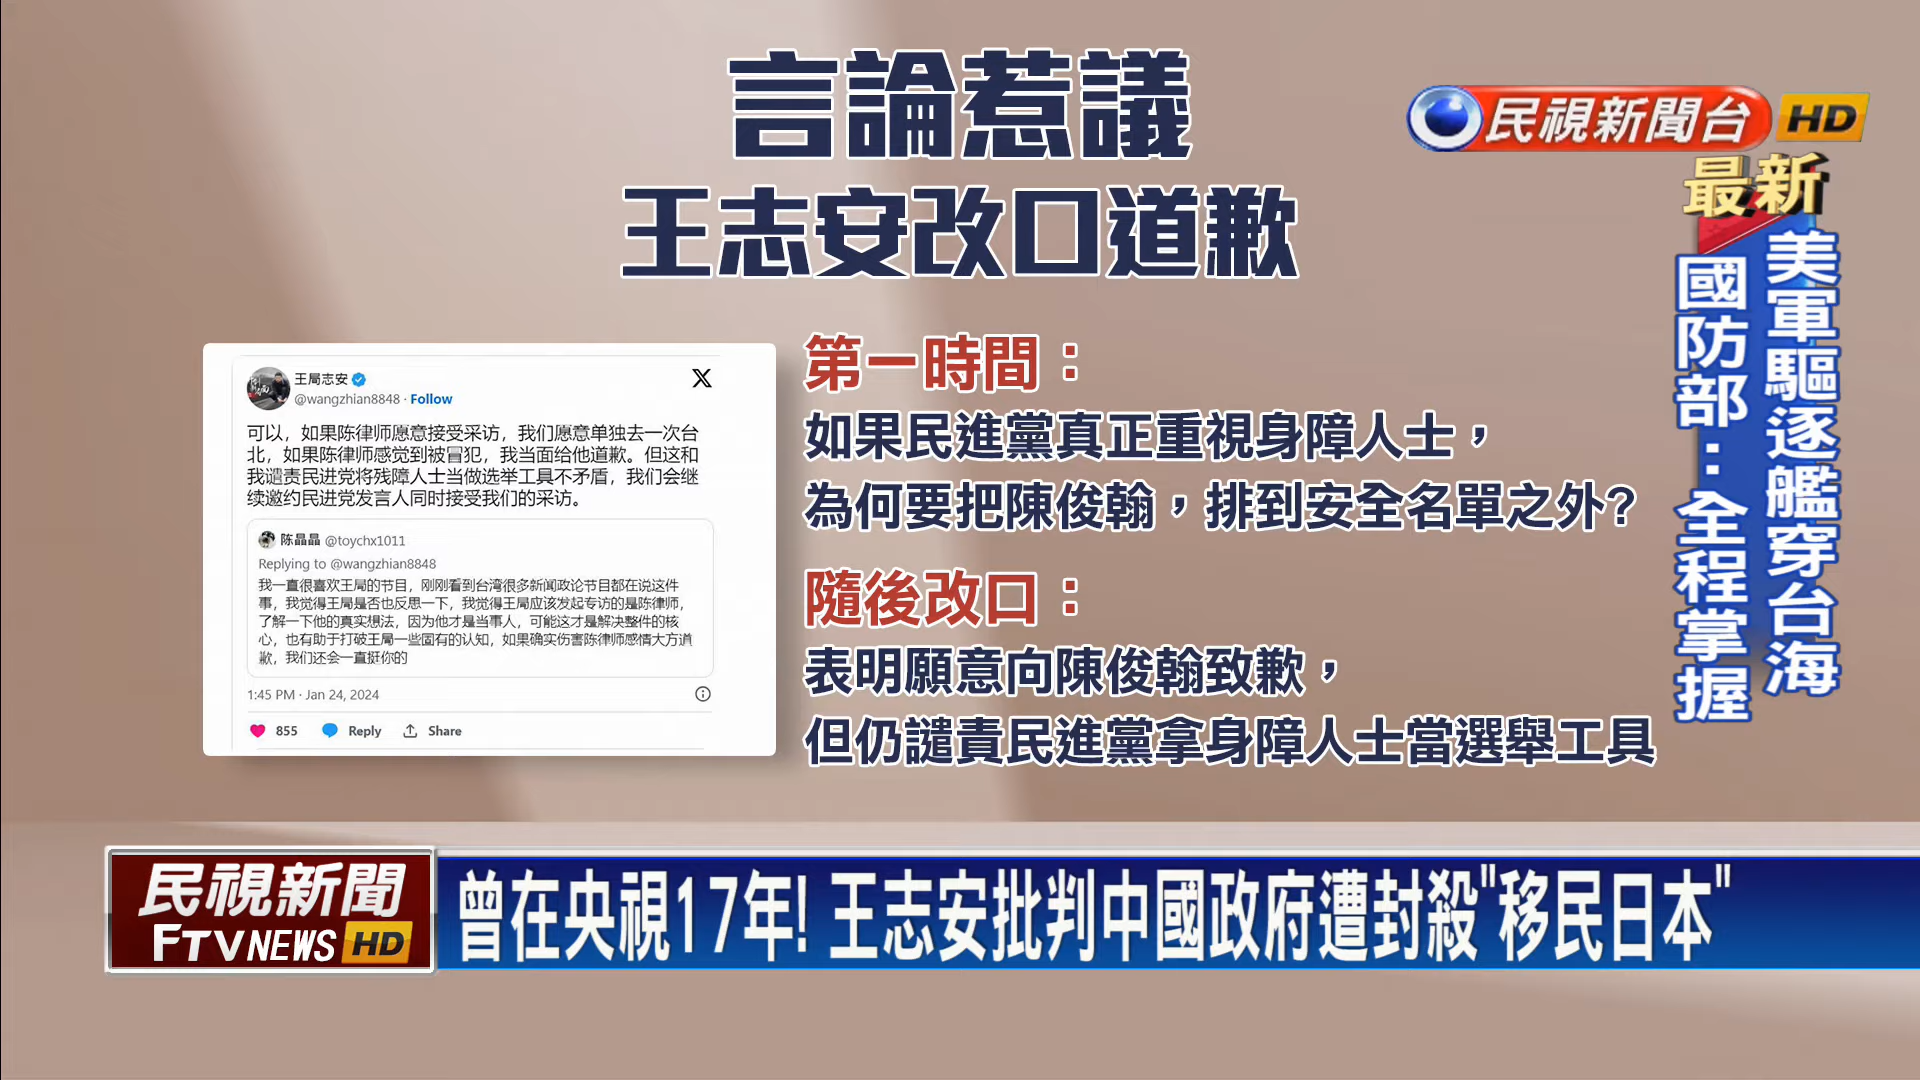 言論惹議
王志安改口道歉
民視新聞台 HD
最新
美軍驅逐艦穿台海
國防部：全程掌握
王局志安
@wangzhian8848 · Follow
X
可以，如果陈律师愿意接受采访，我们愿意单独去一次台
北，如果陈律师感觉到被冒犯，我当面给他道歉。但这和
我谴责民进党将残障人士当做选举工具不矛盾，我们会继
续邀约民进党发言人同时接受我们的采访。
陈晶晶 @toychx1011
Replying to @wangzhian8848
我一直很喜欢王局的节目，刚刚看到台湾很多新闻政论节目都在说这件
事，我觉得王局是否也反思一下，我觉得王局应该发起专访的是陈律师，
了解一下他的真实想法，因为他才是当事人，可能这才是解决整件的核
心，也有助于打破王局一些固有的认知，如果确实伤害陈律师感情大方道
歉，我们还会一直挺你的
1:45 PM · Jan 24, 2024
855 Reply Share
第一時間：
如果民進黨真正重視身障人士，
為何要把陳俊翰，排到安全名單之外?
隨後改口：
表明願意向陳俊翰致歉，
但仍譴責民進黨拿身障人士當選舉工具
民視新聞
FTVNEWS HD
曾在央視17年! 王志安批判中國政府遭封殺"移民日本"